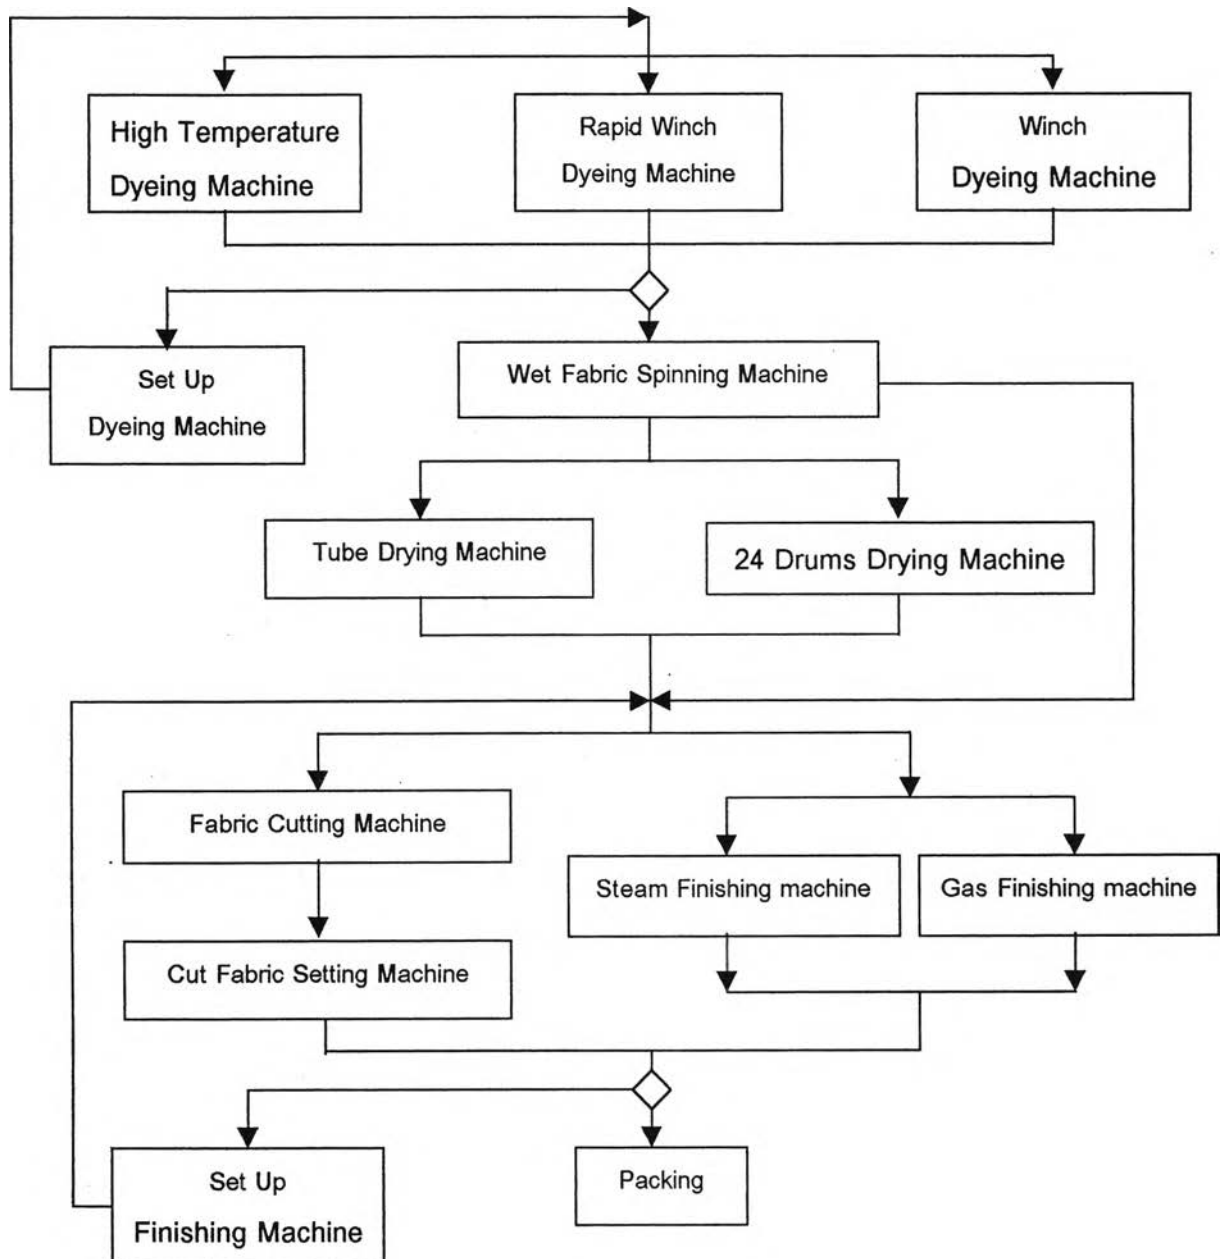 High Temperature
Dyeing Machine
Rapid Winch
Dyeing Machine
Winch
Dyeing Machine
Set Up
Dyeing Machine
Wet Fabric Spinning Machine
Tube Drying Machine
24 Drums Drying Machine
Fabric Cutting Machine
Steam Finishing machine
Gas Finishing machine
Cut Fabric Setting Machine
Set Up
Finishing Machine
Packing